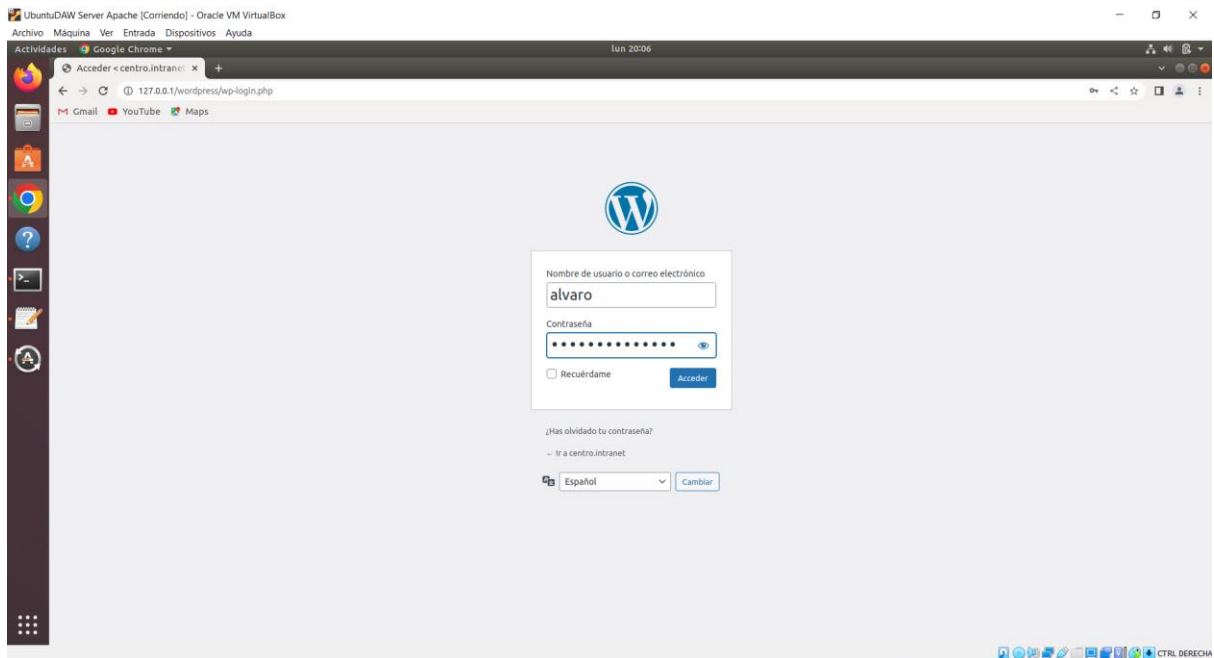 UbuntuDAW Server Apache [Corriendo] - Oracle VM VirtualBox
Archivo Máquina Ver Entrada Dispositivos Ayuda
Actividades Google Chrome lun 20:06
Acceder < centro.intranet
127.0.0.1/wordpress/wp-login.php
Gmail YouTube Maps
Nombre de usuario o correo electrónico
alvaro
Contraseña
Recuérdame Acceder
¿Has olvidado tu contraseña?
← Ir a centro.intranet
Español Cambiar
CTRL DERECHA